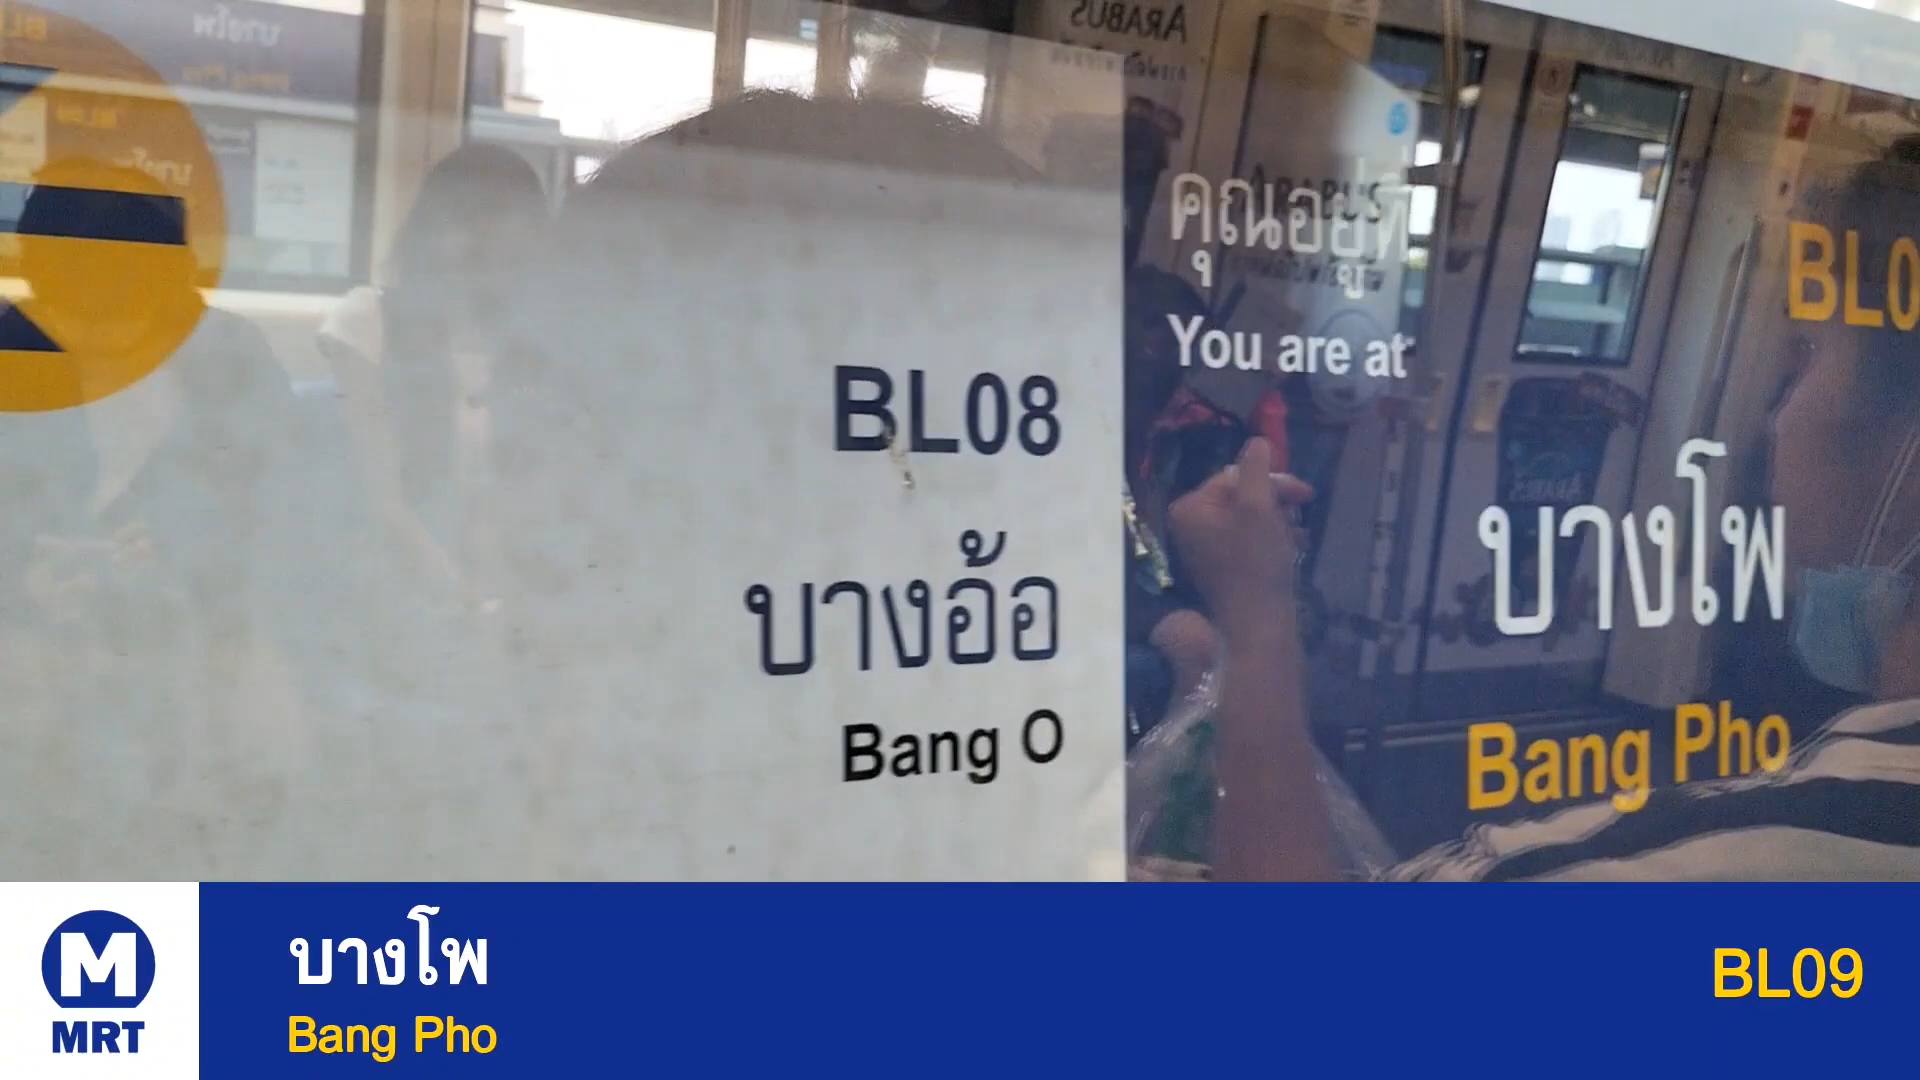 BL08
บางอ้อ
Bang O
ARABUS
คุณอยู่ที่
You are at
BL0
บางโพ
Bang Pho
M
MRT
บางโพ
Bang Pho
BL09